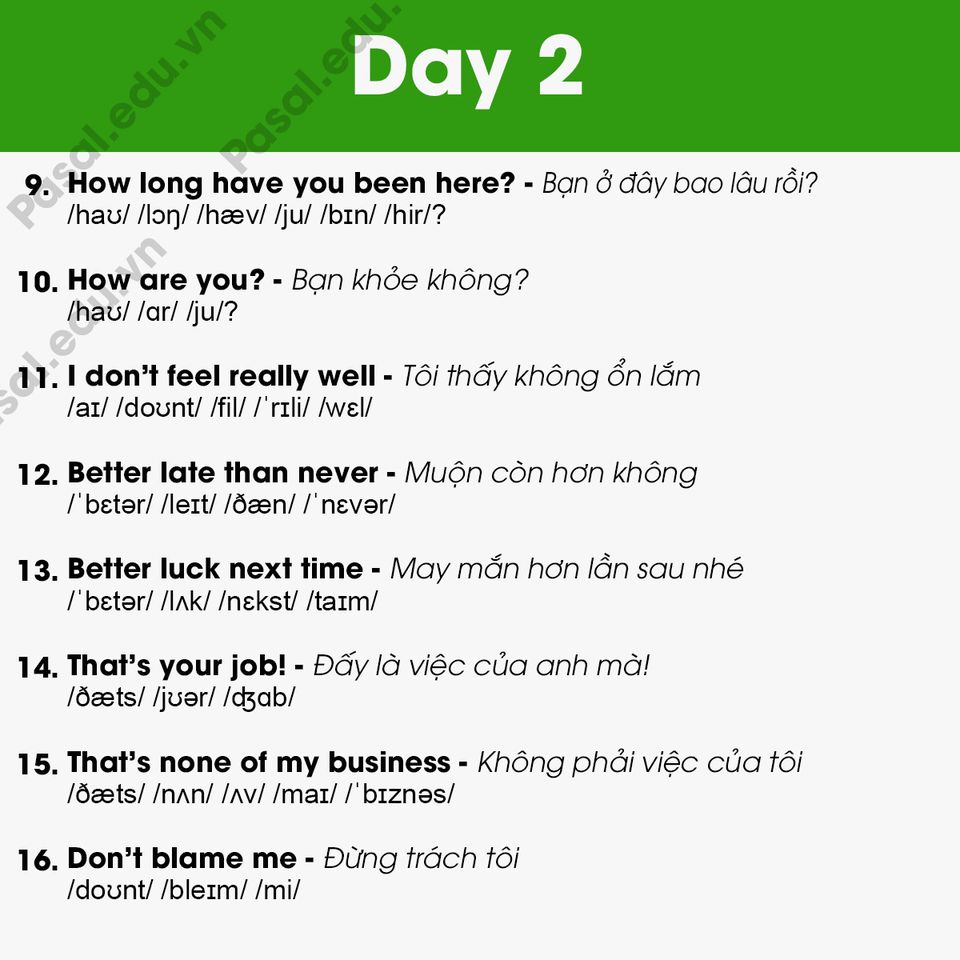 Day 2
Pasal.edu.vn
Pasal.edu.
asal.edu.vn
9. How long have you been here? - Bạn ở đây bao lâu rồi?
/haʊ/ /lɔŋ/ /hæv/ /ju/ /bɪn/ /hir/?
10. How are you? - Bạn khỏe không?
/haʊ/ /ɑr/ /ju/?
11. I don’t feel really well - Tôi thấy không ổn lắm
/aɪ/ /doʊnt/ /fil/ /ˈrɪli/ /wɛl/
12. Better late than never - Muộn còn hơn không
/ˈbɛtər/ /leɪt/ /ðæn/ /ˈnɛvər/
13. Better luck next time - May mắn hơn lần sau nhé
/ˈbɛtər/ /lʌk/ /nɛkst/ /taɪm/
14. That’s your job! - Đấy là việc của anh mà!
/ðæts/ /jʊər/ /ʤɑb/
15. That’s none of my business - Không phải việc của tôi
/ðæts/ /nʌn/ /ʌv/ /maɪ/ /ˈbɪznəs/
16. Don’t blame me - Đừng trách tôi
/doʊnt/ /bleɪm/ /mi/